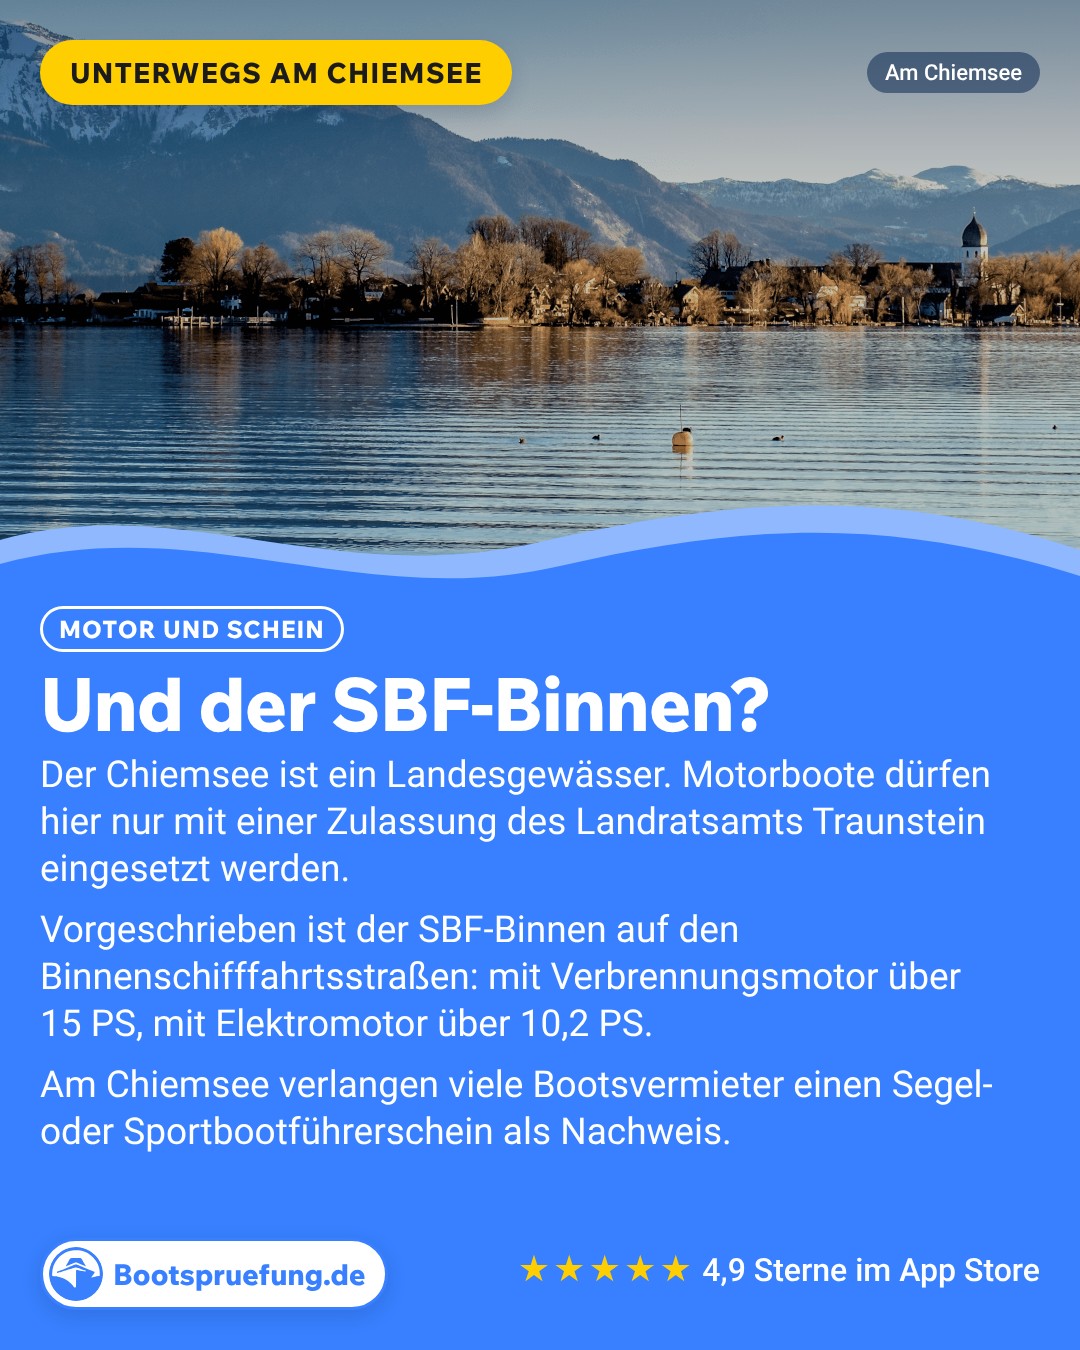 UNTERWEGS AM CHIEMSEE
Am Chiemsee
MOTOR UND SCHEIN
Und der SBF-Binnen?
Der Chiemsee ist ein Landesgewässer. Motorboote dürfen
hier nur mit einer Zulassung des Landratsamts Traunstein
eingesetzt werden.
Vorgeschrieben ist der SBF-Binnen auf den
Binnenschifffahrtsstraßen: mit Verbrennungsmotor über
15 PS, mit Elektromotor über 10,2 PS.
Am Chiemsee verlangen viele Bootsvermieter einen Segel-
oder Sportbootführerschein als Nachweis.
Bootspruefung.de
★★★★★ 4,9 Sterne im App Store